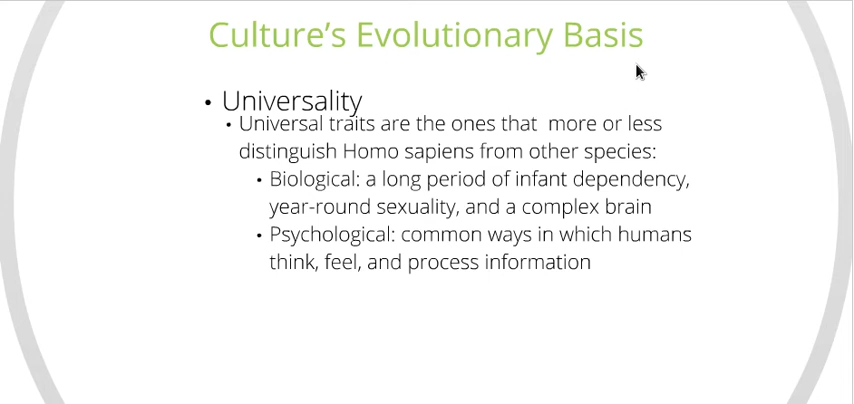 Culture's Evolutionary Basis
• Universality
• Universal traits are the ones that  more or less
distinguish Homo sapiens from other species:
• Biological: a long period of infant dependency,
year-round sexuality, and a complex brain
• Psychological: common ways in which humans
think, feel, and process information